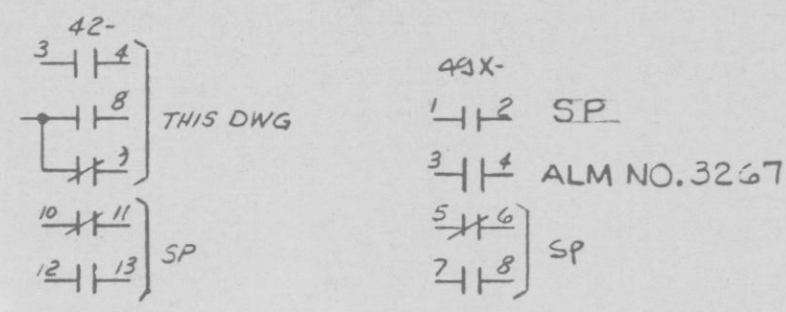 42-
3 4
8
THIS DWG
9
10 11
SP
12 13
49X-
1 2 SP
3 4 ALM NO. 3267
5 6
SP
7 8